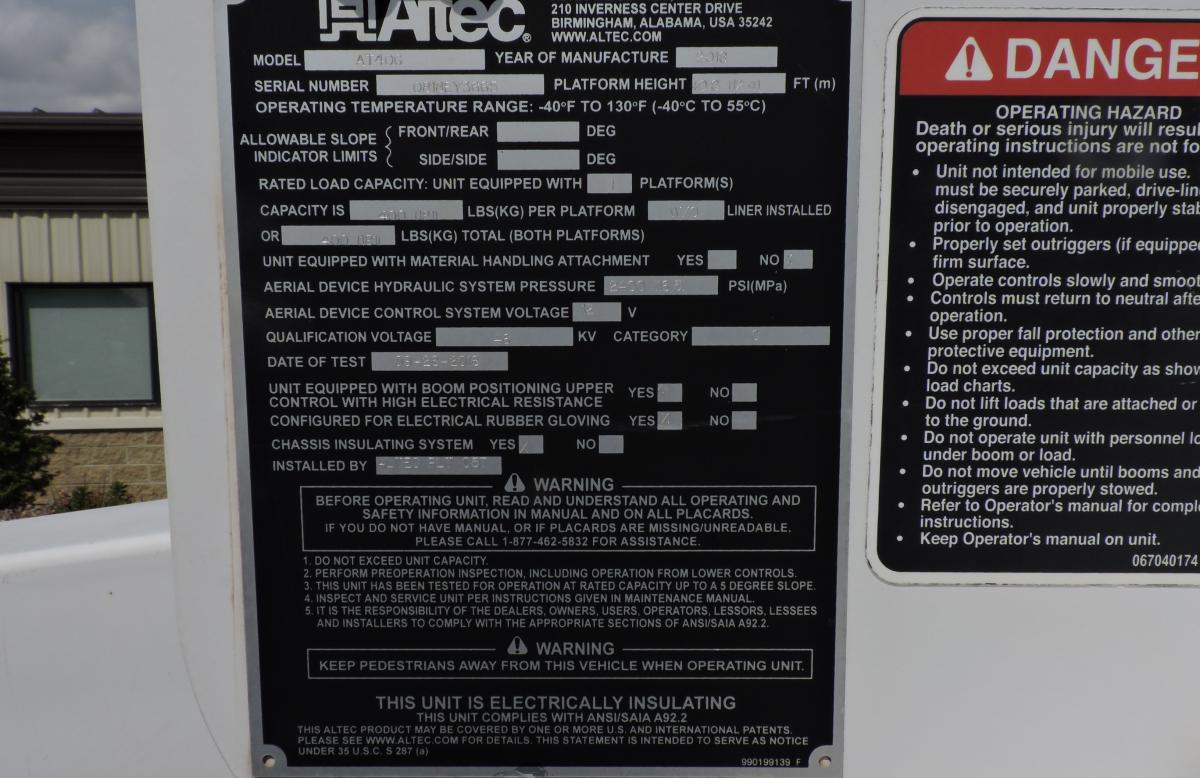 Altec®
210 INVERNESS CENTER DRIVE
BIRMINGHAM, ALABAMA, USA 35242
WWW.ALTEC.COM
MODEL AT40G YEAR OF MANUFACTURE
SERIAL NUMBER PLATFORM HEIGHT FT (m)
OPERATING TEMPERATURE RANGE: -40°F TO 130°F (-40°C TO 55°C)
ALLOWABLE SLOPE INDICATOR LIMITS
FRONT/REAR DEG
SIDE/SIDE DEG
RATED LOAD CAPACITY: UNIT EQUIPPED WITH 1 PLATFORM(S)
CAPACITY IS 400 LBS(KG) PER PLATFORM LINER INSTALLED
OR 400 LBS(KG) TOTAL (BOTH PLATFORMS)
UNIT EQUIPPED WITH MATERIAL HANDLING ATTACHMENT YES NO
AERIAL DEVICE HYDRAULIC SYSTEM PRESSURE 2400 PSI(MPa)
AERIAL DEVICE CONTROL SYSTEM VOLTAGE 12 V
QUALIFICATION VOLTAGE KV CATEGORY
DATE OF TEST
UNIT EQUIPPED WITH BOOM POSITIONING UPPER
CONTROL WITH HIGH ELECTRICAL RESISTANCE YES NO
CONFIGURED FOR ELECTRICAL RUBBER GLOVING YES X NO
CHASSIS INSULATING SYSTEM YES X NO
INSTALLED BY
WARNING
BEFORE OPERATING UNIT, READ AND UNDERSTAND ALL OPERATING AND
SAFETY INFORMATION IN MANUAL AND ON ALL PLACARDS.
IF YOU DO NOT HAVE MANUAL, OR IF PLACARDS ARE MISSING/UNREADABLE,
PLEASE CALL 1-877-462-5832 FOR ASSISTANCE.
1. DO NOT EXCEED UNIT CAPACITY.
2. PERFORM PREOPERATION INSPECTION, INCLUDING OPERATION FROM LOWER CONTROLS.
3. THIS UNIT HAS BEEN TESTED FOR OPERATION AT RATED CAPACITY UP TO A 5 DEGREE SLOPE.
4. INSPECT AND SERVICE UNIT PER INSTRUCTIONS GIVEN IN MAINTENANCE MANUAL.
5. IT IS THE RESPONSIBILITY OF THE DEALERS, OWNERS, USERS, OPERATORS, LESSORS, LESSEES
AND INSTALLERS TO COMPLY WITH THE APPROPRIATE SECTIONS OF ANSI/SAIA A92.2.
WARNING
KEEP PEDESTRIANS AWAY FROM THIS VEHICLE WHEN OPERATING UNIT.
THIS UNIT IS ELECTRICALLY INSULATING
THIS UNIT COMPLIES WITH ANSI/SAIA A92.2
THIS ALTEC PRODUCT MAY BE COVERED BY ONE OR MORE U.S. AND INTERNATIONAL PATENTS.
PLEASE SEE WWW.ALTEC.COM FOR DETAILS. THIS STATEMENT IS INTENDED TO SERVE AS NOTICE
UNDER 35 U.S.C. S 287 (a)
990199139 F
DANGE
OPERATING HAZARD
Death or serious injury will resul
operating instructions are not fo
• Unit not intended for mobile use.
must be securely parked, drive-lin
disengaged, and unit properly stab
prior to operation.
• Properly set outriggers (if equippe
firm surface.
• Operate controls slowly and smoot
• Controls must return to neutral afte
operation.
• Use proper fall protection and other
protective equipment.
• Do not exceed unit capacity as show
load charts.
• Do not lift loads that are attached or
to the ground.
• Do not operate unit with personnel lo
under boom or load.
• Do not move vehicle until booms and
outriggers are properly stowed.
• Refer to Operator's manual for comple
instructions.
• Keep Operator's manual on unit.
067040174